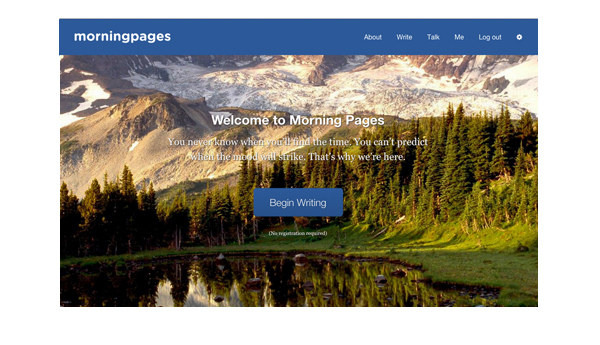 morningpages
About Write Talk Me Log out
Welcome to Morning Pages
You never know when you'll find the time. You can't predict
when the mood will strike. That's why we're here.
Begin Writing
(No registration required)